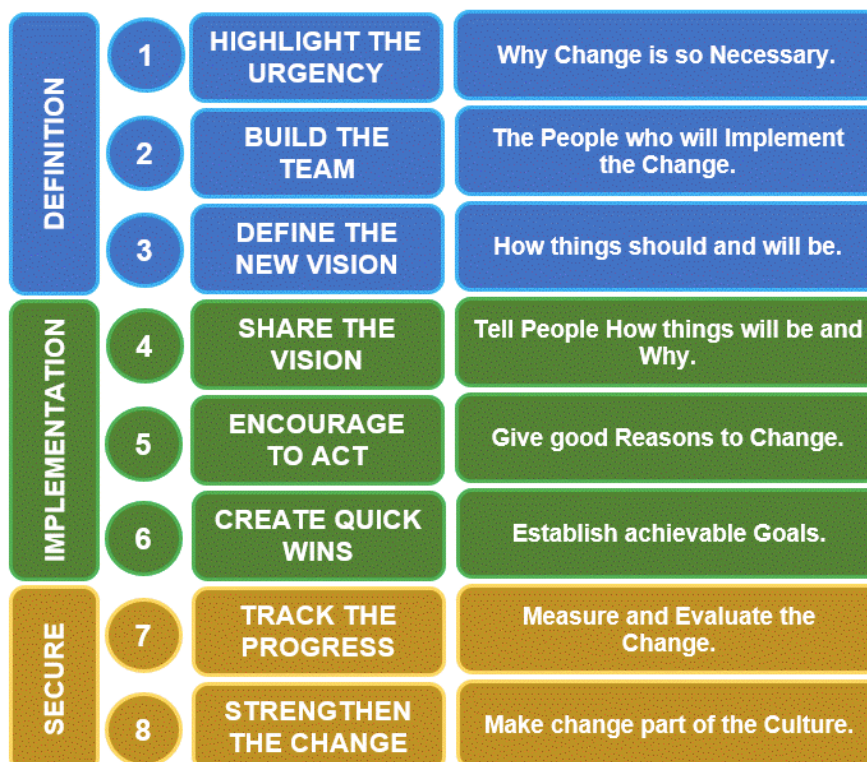 DEFINITION
1
HIGHLIGHT THE
URGENCY
Why Change is so Necessary.
2
BUILD THE
TEAM
The People who will Implement
the Change.
3
DEFINE THE
NEW VISION
How things should and will be.
IMPLEMENTATION
4
SHARE THE
VISION
Tell People How things will be and
Why.
5
ENCOURAGE
TO ACT
Give good Reasons to Change.
6
CREATE QUICK
WINS
Establish achievable Goals.
SECURE
7
TRACK THE
PROGRESS
Measure and Evaluate the
Change.
8
STRENGTHEN
THE CHANGE
Make change part of the Culture.